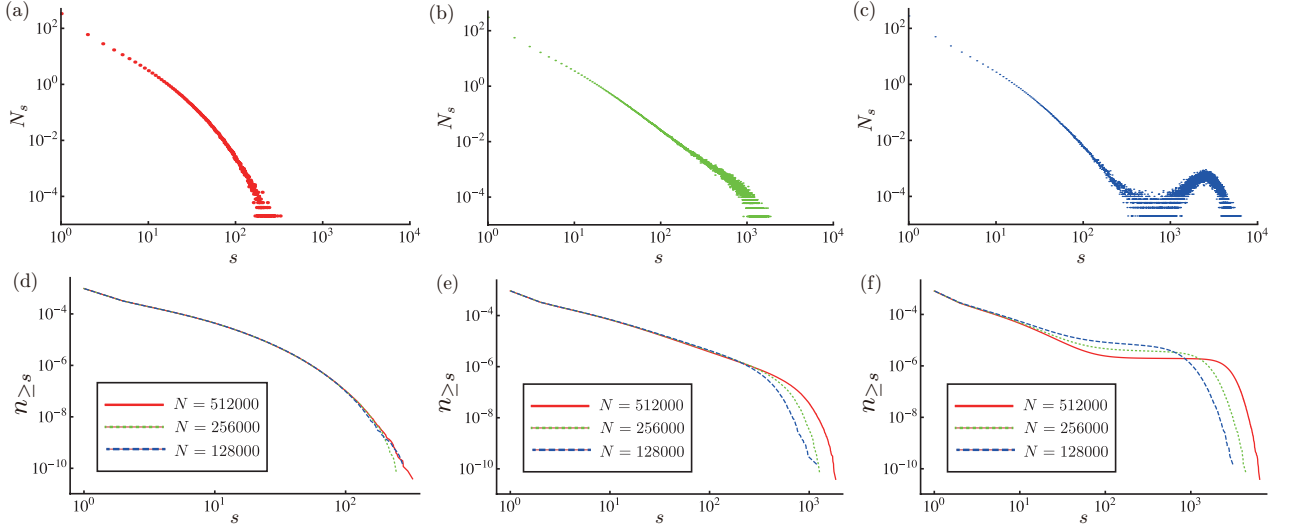 (a)
N_s
10^2
10^0
10^{-2}
10^{-4}
10^0 10^1 10^2 10^3 10^4
s
(b)
N_s
10^2
10^0
10^{-2}
10^{-4}
10^0 10^1 10^2 10^3 10^4
s
(c)
N_s
10^2
10^0
10^{-2}
10^{-4}
10^0 10^1 10^2 10^3 10^4
s
(d)
n_{≥s}
10^{-4}
10^{-6}
10^{-8}
10^{-10}
N = 512000
N = 256000
N = 128000
10^0 10^1 10^2
s
(e)
n_{≥s}
10^{-4}
10^{-6}
10^{-8}
10^{-10}
N = 512000
N = 256000
N = 128000
10^0 10^1 10^2 10^3
s
(f)
n_{≥s}
10^{-4}
10^{-6}
10^{-8}
10^{-10}
N = 512000
N = 256000
N = 128000
10^0 10^1 10^2 10^3
s